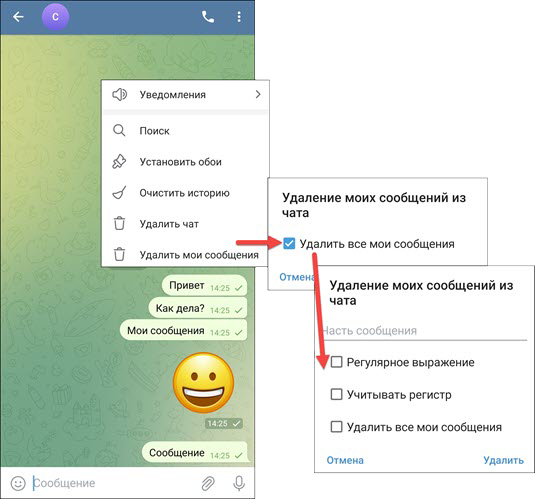 С
Уведомления
Поиск
Установить обои
Очистить историю
Удалить чат
Удалить мои сообщения
Привет 14:25
Как дела? 14:25
Мои сообщения 14:25
14:25
Сообщение 14:25
Сообщение
Удаление моих сообщений из
чата
Удалить все мои сообщения
Отмена
Удаление моих сообщений из
чата
Часть сообщения
Регулярное выражение
Учитывать регистр
Удалить все мои сообщения
Отмена Удалить